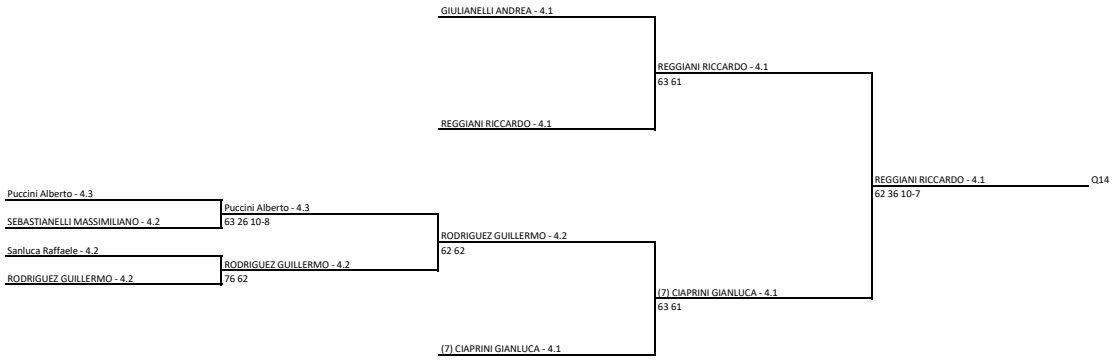 GIULIANELLI ANDREA - 4.1
REGGIANI RICCARDO - 4.1
63 61
REGGIANI RICCARDO - 4.1
REGGIANI RICCARDO - 4.1
Q14
62 36 10-7
Puccini Alberto - 4.3
Puccini Alberto - 4.3
SEBASTIANELLI MASSIMILIANO - 4.2
63 26 10-8
RODRIGUEZ GUILLERMO - 4.2
62 62
Sanluca Raffaele - 4.2
RODRIGUEZ GUILLERMO - 4.2
RODRIGUEZ GUILLERMO - 4.2
76 62
(7) CIAPRINI GIANLUCA - 4.1
63 61
(7) CIAPRINI GIANLUCA - 4.1